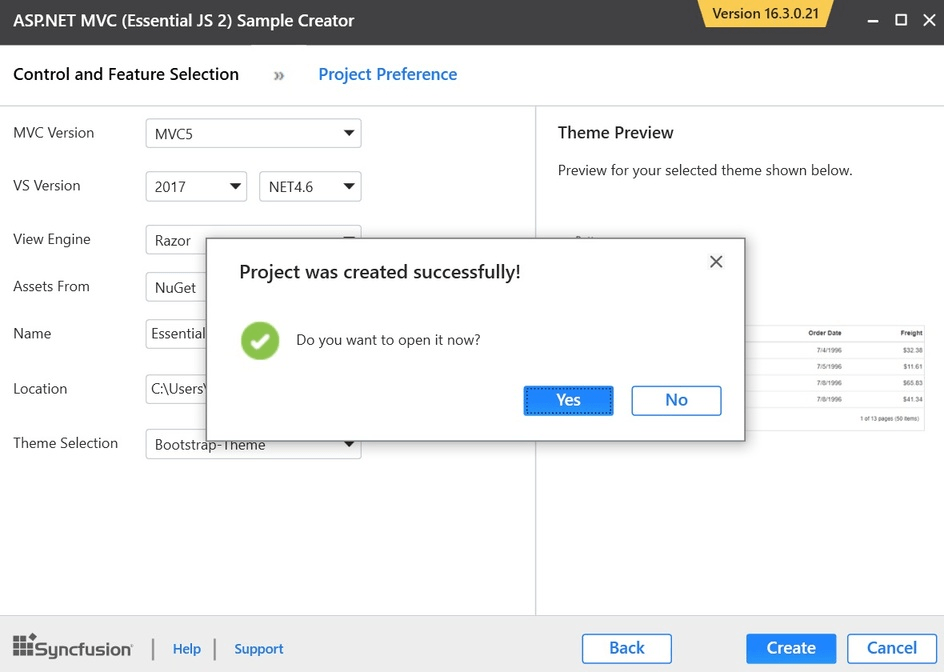 ASP.NET MVC (Essential JS 2) Sample Creator
Version 16.3.0.21
Control and Feature Selection » Project Preference
MVC Version MVC5
VS Version 2017 NET4.6
View Engine Razor
Assets From NuGet
Name Essential
Location C:\Users\
Theme Selection Bootstrap-Theme
Theme Preview
Preview for your selected theme shown below.
Project was created successfully!
Do you want to open it now?
Yes No
Order Date Freight
7/4/1996 $32.38
7/5/1996 $11.61
7/8/1996 $65.83
7/8/1996 $41.34
1 of 13 pages (50 items)
Syncfusion | Help | Support
Back Create Cancel